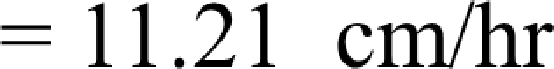 = 11.21 cm/hr